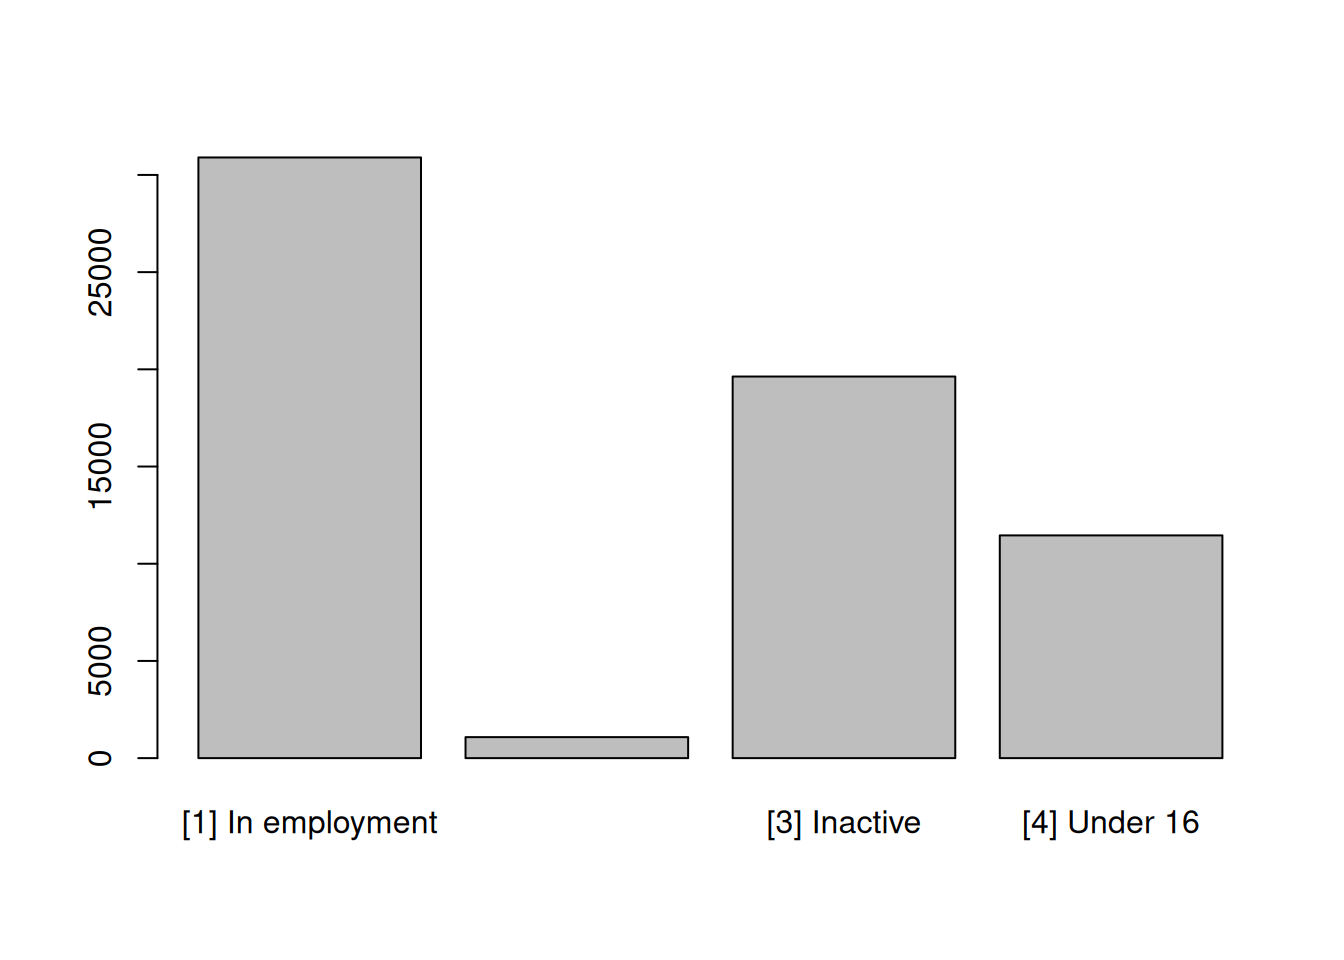 25000
15000
5000
0
[1] In employment
[3] Inactive
[4] Under 16